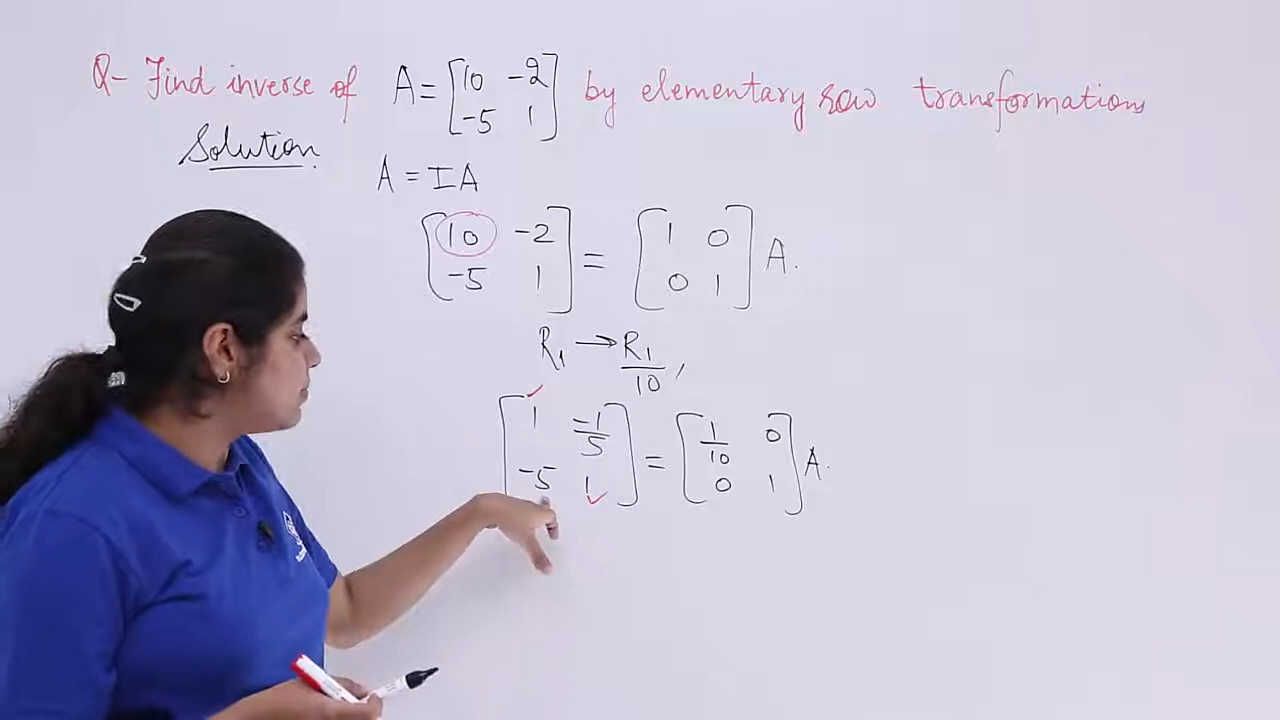 Q- Find inverse of A = [10 -2
-5 1] by elementary row transformations
Solution.
A = IA
[10 -2
-5 1] = [1 0
0 1] A.
R₁ → R₁/10,
[1 -1/5
-5 1] = [1/10 0
0 1] A.